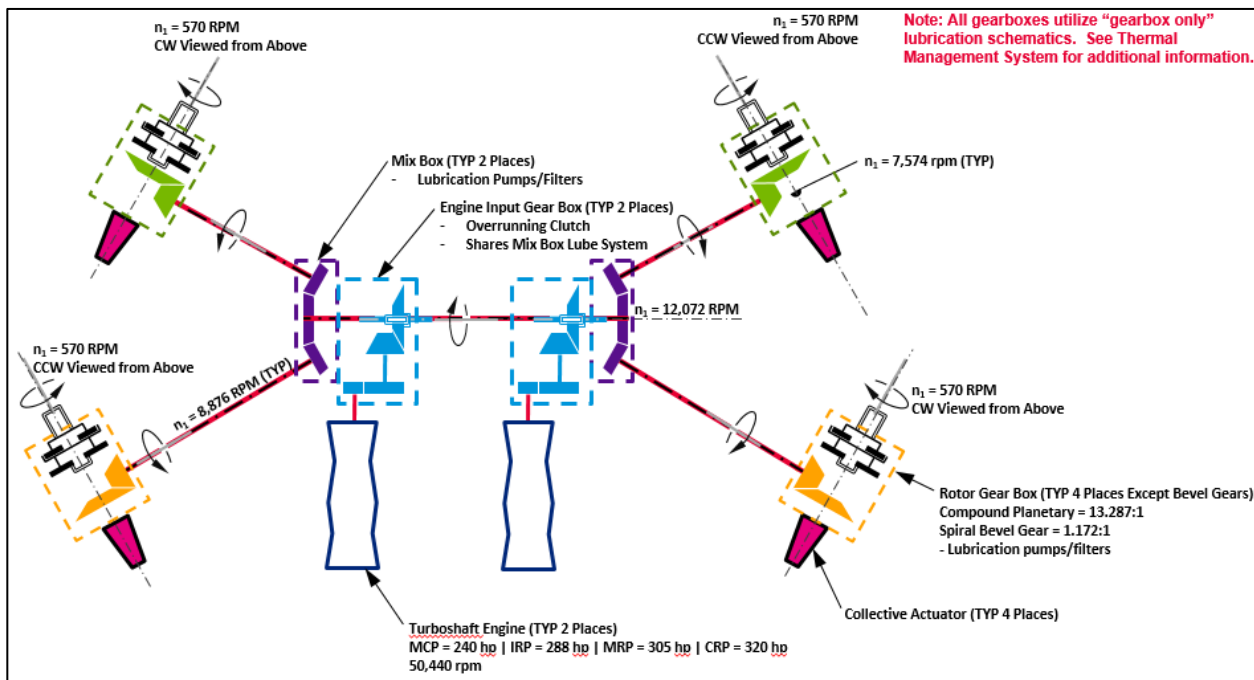 n₁ = 570 RPM
CW Viewed from Above
n₁ = 570 RPM
CCW Viewed from Above
Note: All gearboxes utilize “gearbox only”
lubrication schematics. See Thermal
Management System for additional information.
Mix Box (TYP 2 Places)
- Lubrication Pumps/Filters
n₁ = 7,574 rpm (TYP)
Engine Input Gear Box (TYP 2 Places)
- Overrunning Clutch
- Shares Mix Box Lube System
n₁ = 12,072 RPM
n₁ = 570 RPM
CCW Viewed from Above
n₁ = 8,876 RPM (TYP)
n₁ = 570 RPM
CW Viewed from Above
Rotor Gear Box (TYP 4 Places Except Bevel Gears)
Compound Planetary = 13.287:1
Spiral Bevel Gear = 1.172:1
- Lubrication pumps/filters
Collective Actuator (TYP 4 Places)
Turboshaft Engine (TYP 2 Places)
MCP = 240 hp | IRP = 288 hp | MRP = 305 hp | CRP = 320 hp
50,440 rpm